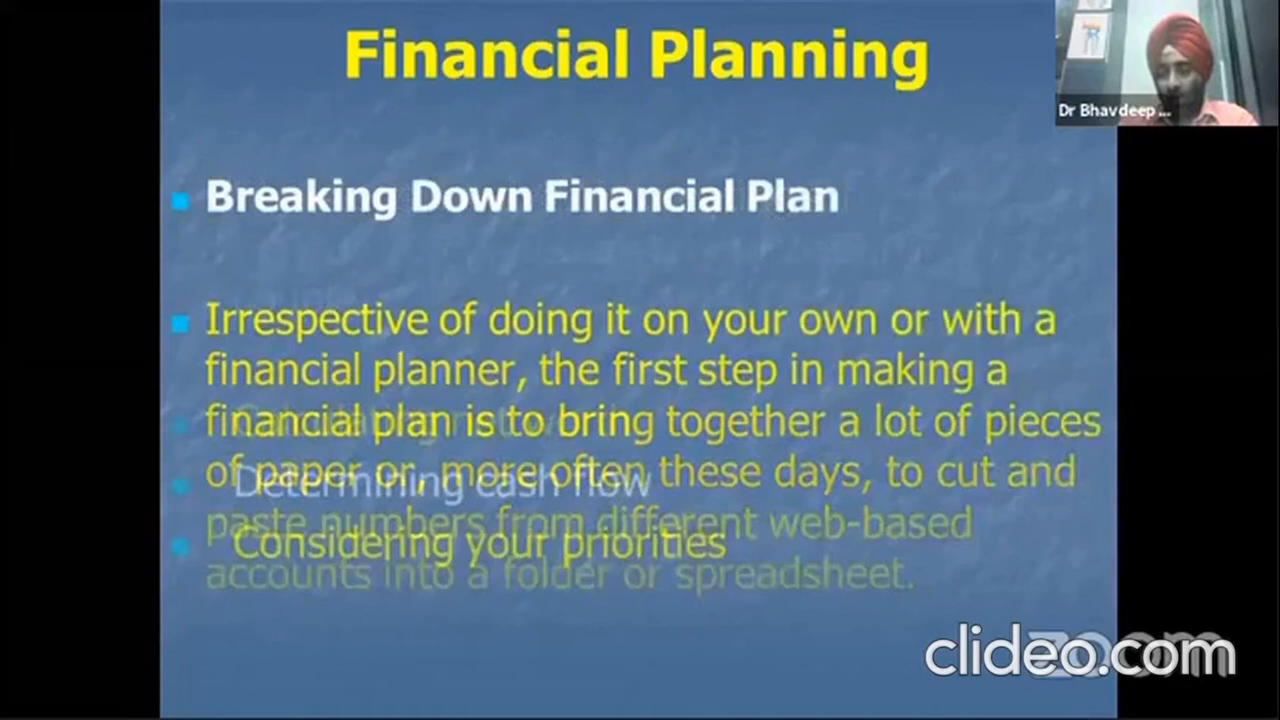 Financial Planning
Dr Bhavdeep ...
Breaking Down Financial Plan
Irrespective of doing it on your own or with a
financial planner, the first step in making a
financial plan is to bring together a lot of pieces
of paper or, more often these days, to cut and
paste numbers from different web-based
accounts into a folder or spreadsheet.
Calculating net
Determining cash flow
Considering your priorities
zoom
clideo.com